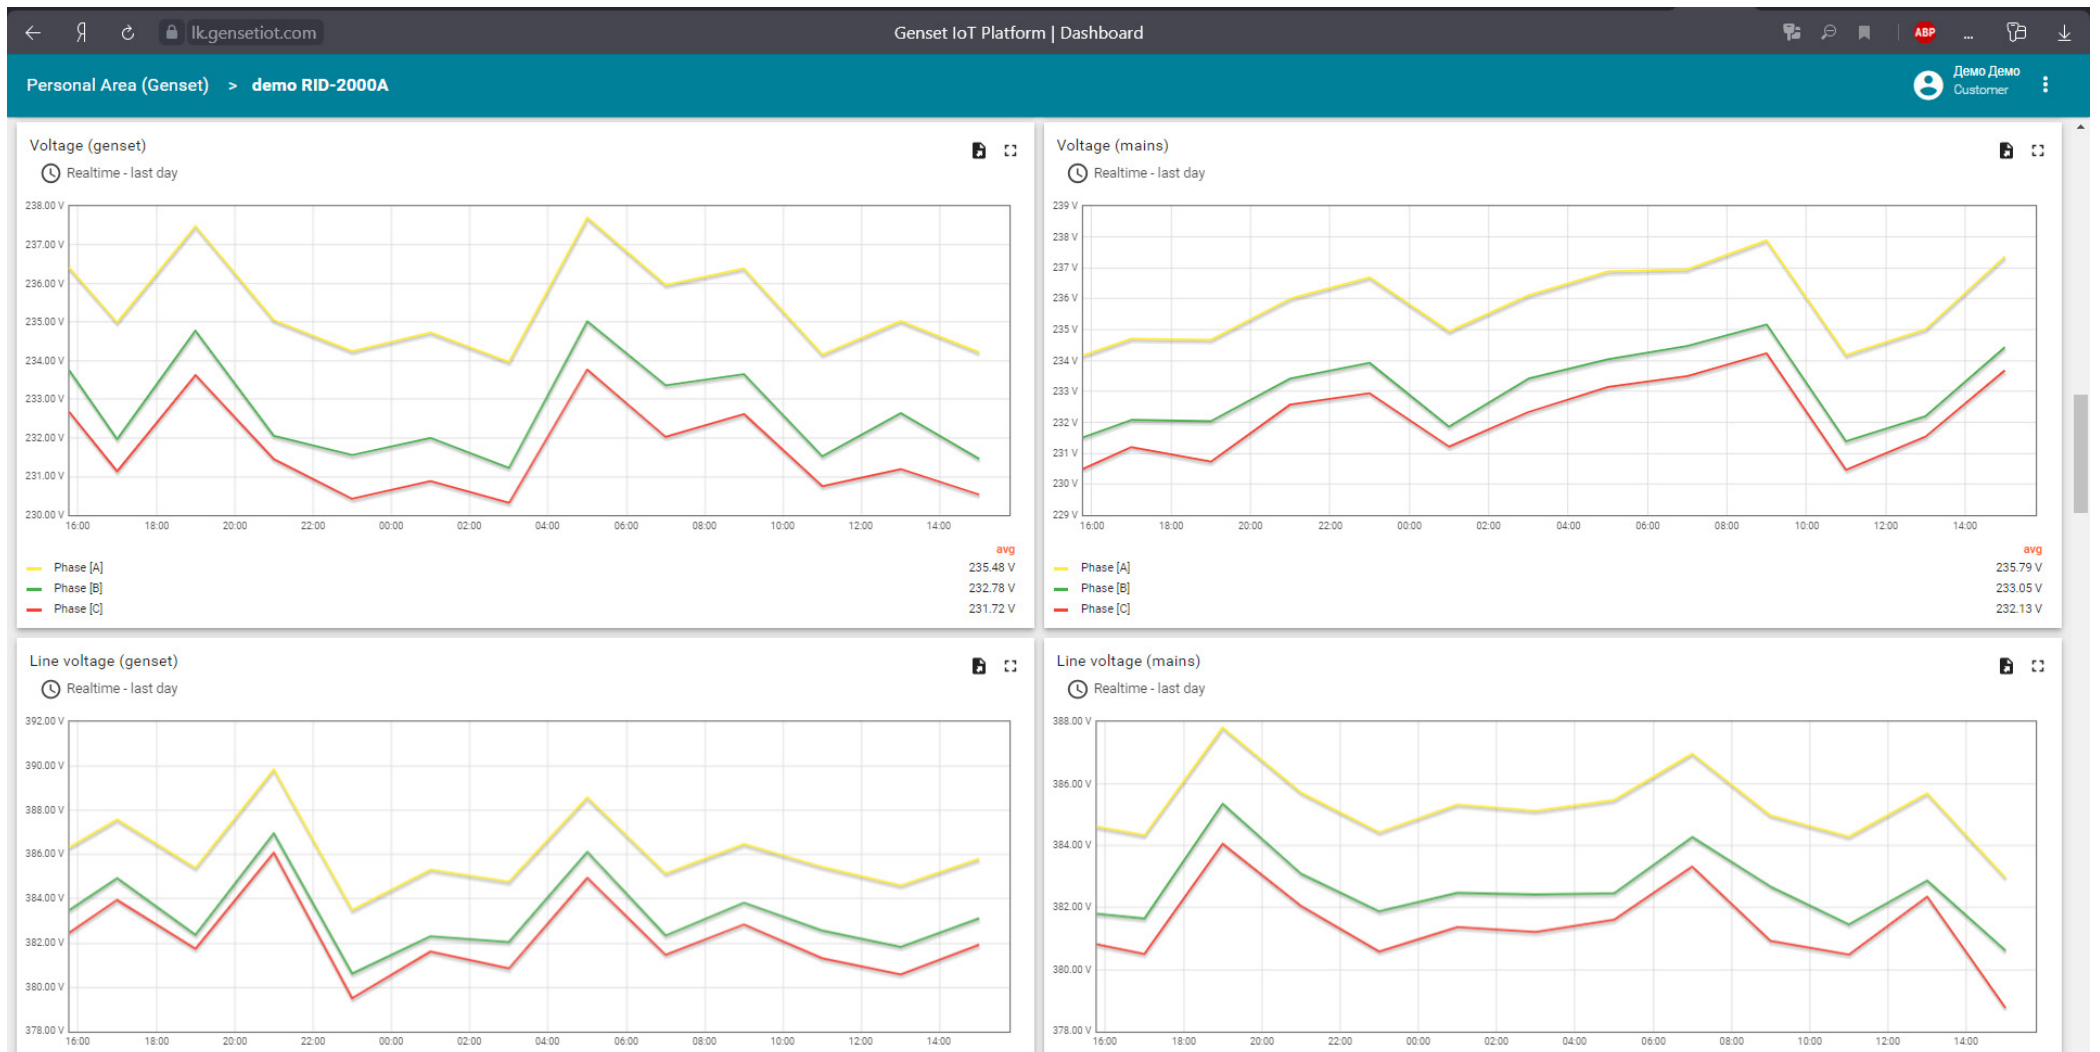 Я lk.gensetiot.com Genset IoT Platform | Dashboard ABP ...
Personal Area (Genset) > demo RID-2000A
Демо Демо
Customer
Voltage (genset)
Realtime - last day
238.00 V
237.00 V
236.00 V
235.00 V
234.00 V
233.00 V
232.00 V
231.00 V
230.00 V
16:00 18:00 20:00 22:00 00:00 02:00 04:00 06:00 08:00 10:00 12:00 14:00
avg
Phase [A] 235.48 V
Phase [B] 232.78 V
Phase [C] 231.72 V
Voltage (mains)
Realtime - last day
239 V
238 V
237 V
236 V
235 V
234 V
233 V
232 V
231 V
230 V
229 V
16:00 18:00 20:00 22:00 00:00 02:00 04:00 06:00 08:00 10:00 12:00 14:00
avg
Phase [A] 235.79 V
Phase [B] 233.05 V
Phase [C] 232.13 V
Line voltage (genset)
Realtime - last day
392.00 V
390.00 V
388.00 V
386.00 V
384.00 V
382.00 V
380.00 V
378.00 V
16:00 18:00 20:00 22:00 00:00 02:00 04:00 06:00 08:00 10:00 12:00 14:00
Line voltage (mains)
Realtime - last day
388.00 V
386.00 V
384.00 V
382.00 V
380.00 V
378.00 V
16:00 18:00 20:00 22:00 00:00 02:00 04:00 06:00 08:00 10:00 12:00 14:00